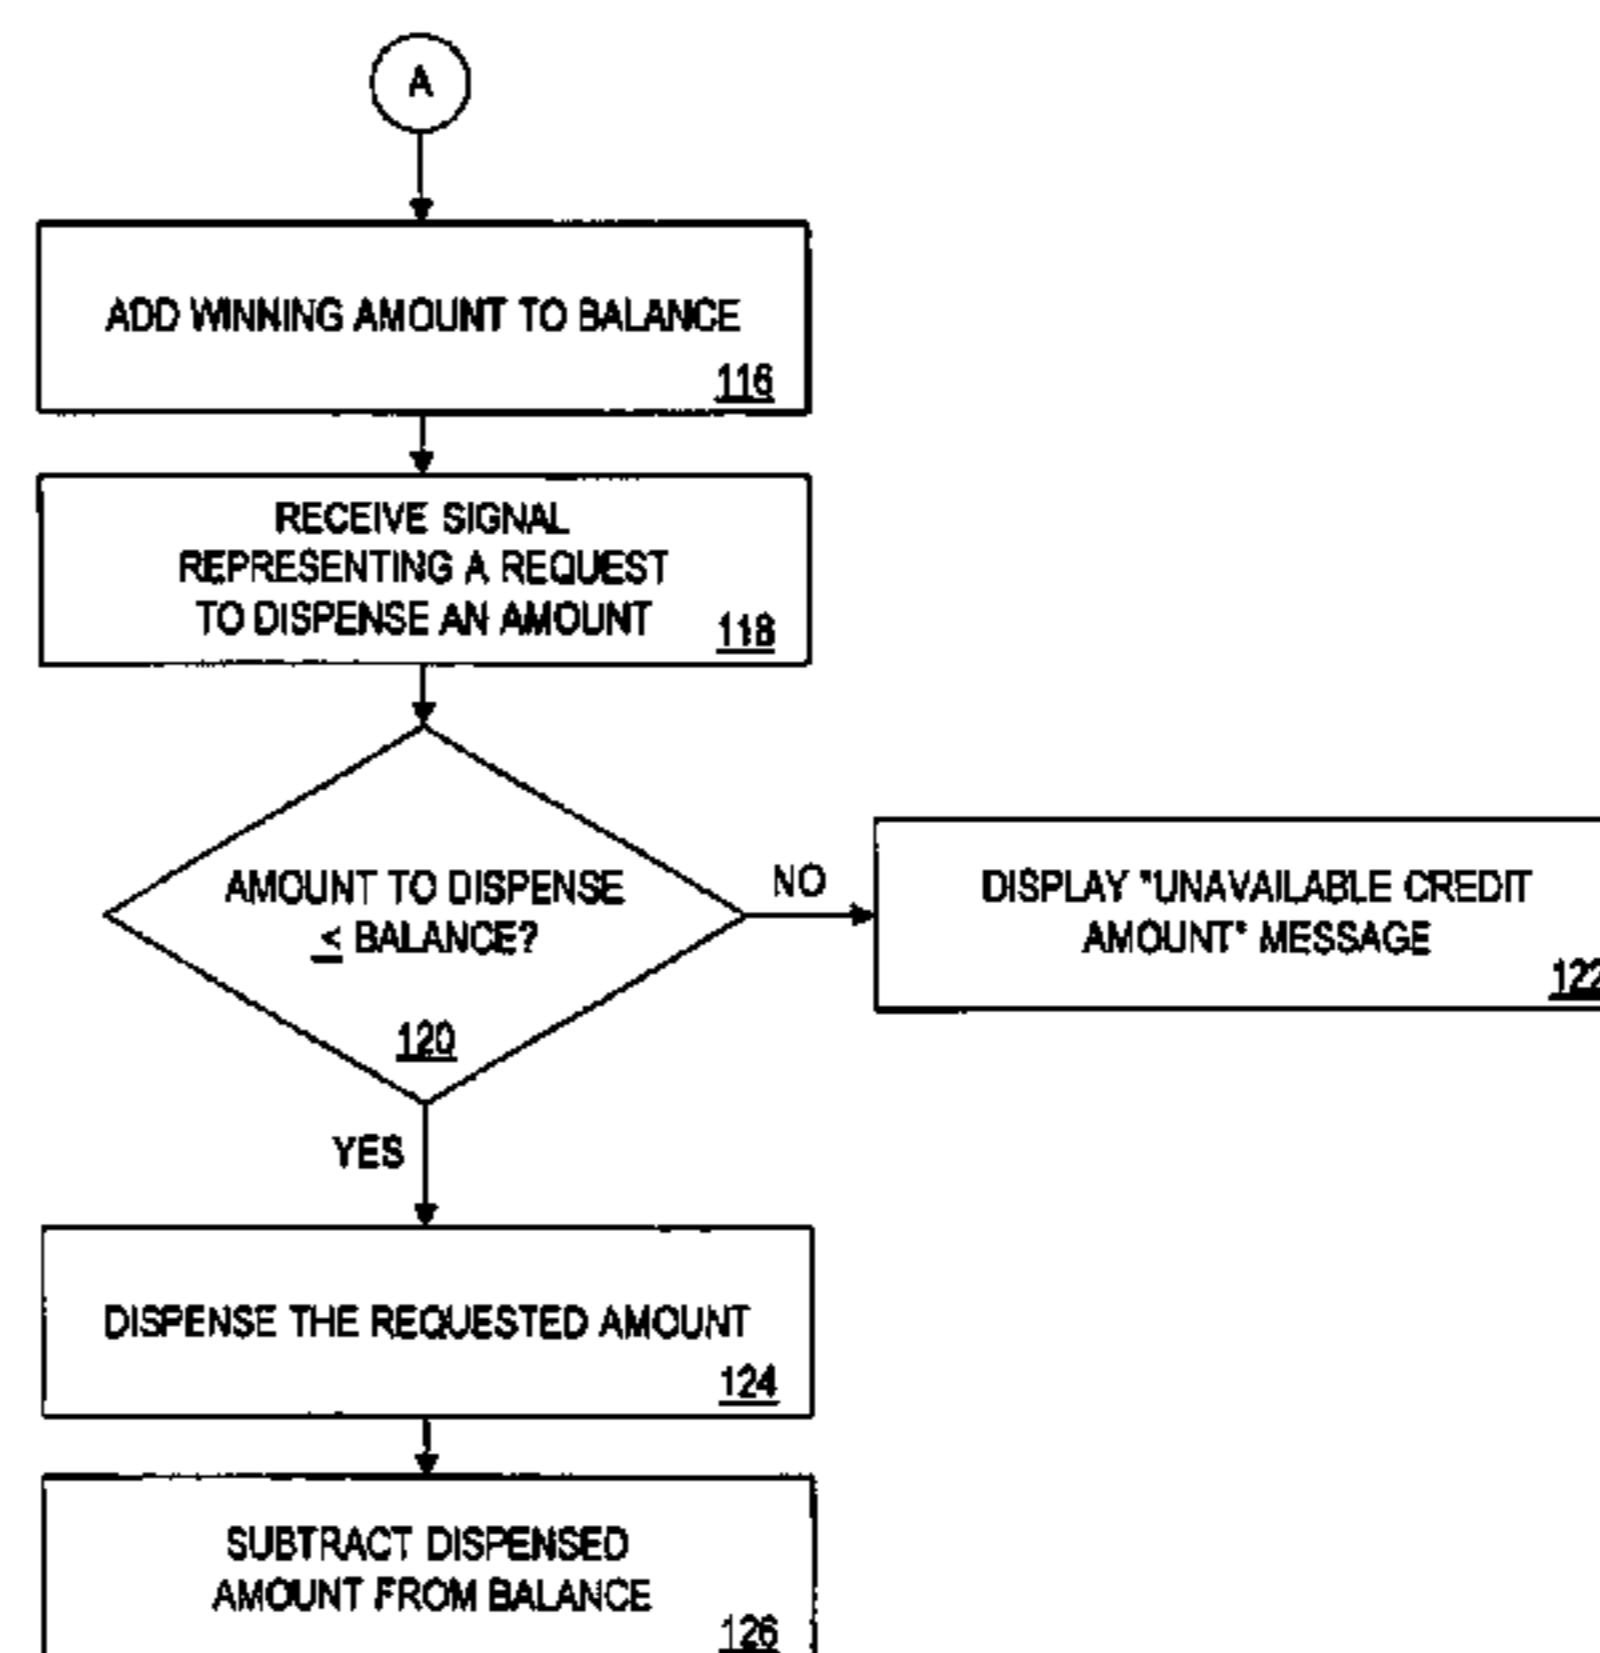 A
ADD WINNING AMOUNT TO BALANCE
116
RECEIVE SIGNAL
REPRESENTING A REQUEST
TO DISPENSE AN AMOUNT
118
AMOUNT TO DISPENSE
≤ BALANCE?
120
NO
DISPLAY "UNAVAILABLE CREDIT
AMOUNT" MESSAGE
122
YES
DISPENSE THE REQUESTED AMOUNT
124
SUBTRACT DISPENSED
AMOUNT FROM BALANCE
126